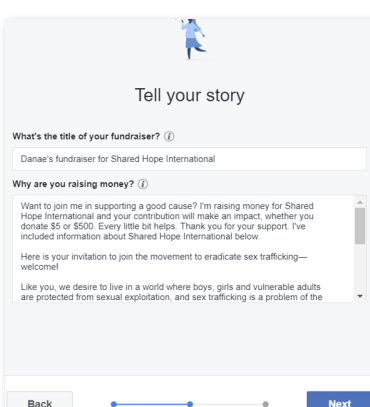 Tell your story
What's the title of your fundraiser? i
Danae's fundraiser for Shared Hope International
Why are you raising money? i
Want to join me in supporting a good cause? I'm raising money for Shared
Hope International and your contribution will make an impact, whether you
donate $5 or $500. Every little bit helps. Thank you for your support. I've
included information about Shared Hope International below.
Here is your invitation to join the movement to eradicate sex trafficking—
welcome!
Like you, we desire to live in a world where boys, girls and vulnerable adults
are protected from sexual exploitation, and sex trafficking is a problem of the
Back
Next